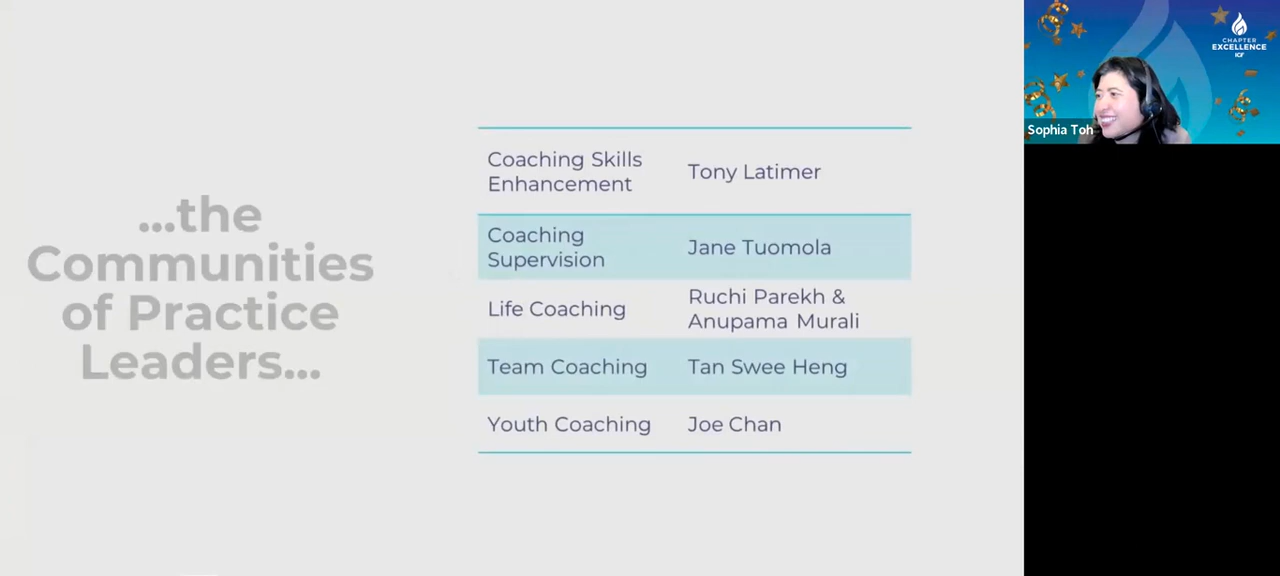 ...the
Communities
of Practice
Leaders...
Coaching Skills
Enhancement
Tony Latimer
Coaching
Supervision
Jane Tuomola
Life Coaching
Ruchi Parekh &
Anupama Murali
Team Coaching
Tan Swee Heng
Youth Coaching
Joe Chan
CHAPTER
EXCELLENCE
ICF
Sophia Toh